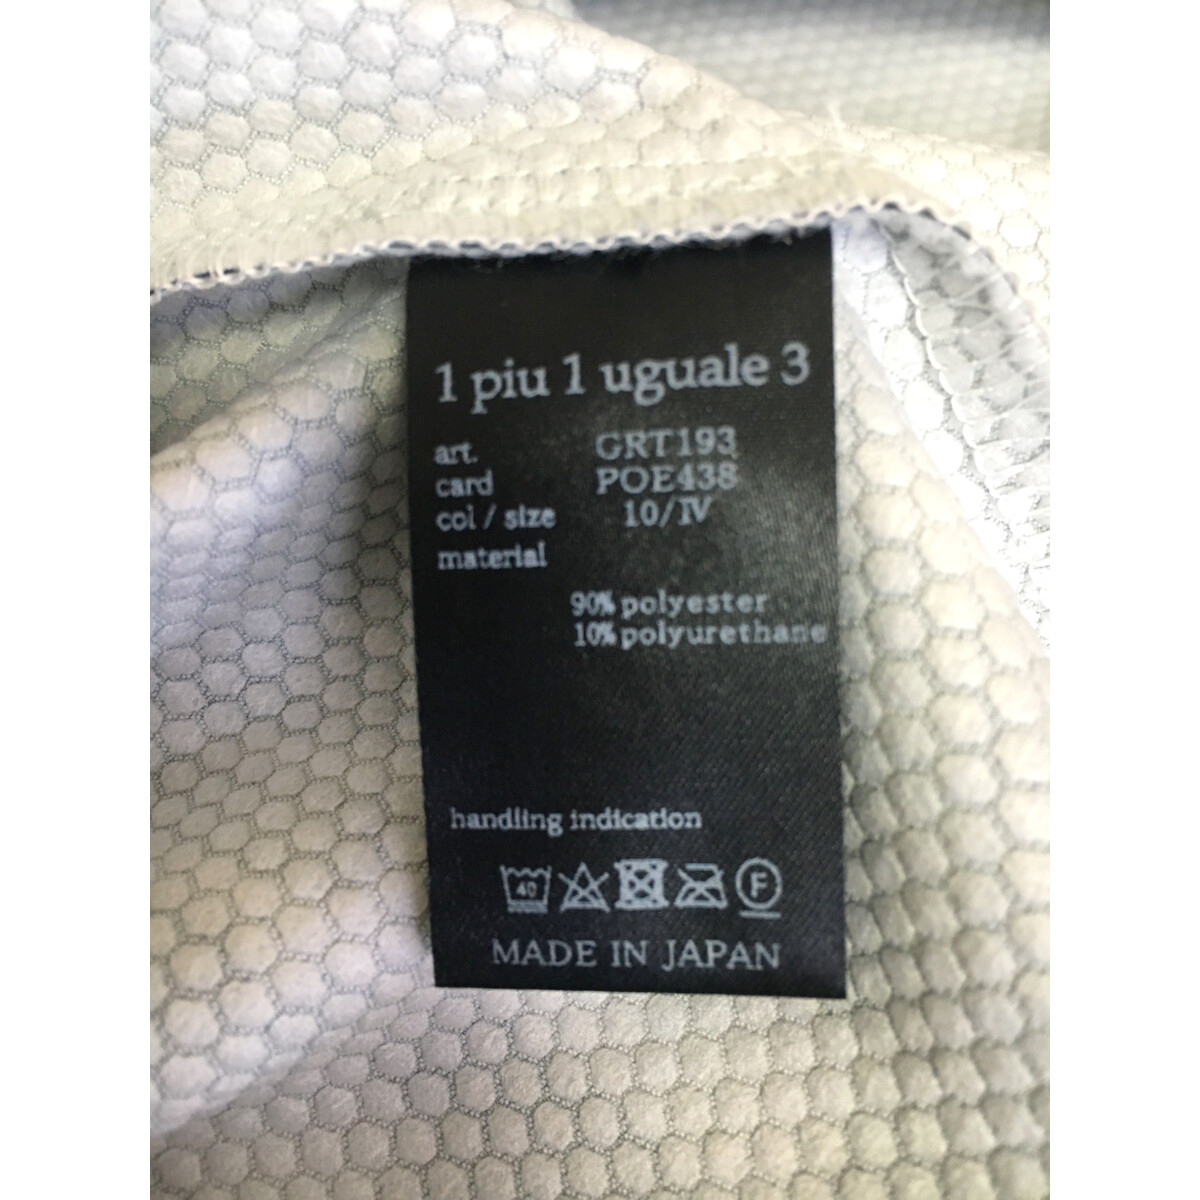 1 piu 1 uguale 3
art. GRT193
card POE438
col / size 10/IV
material
90% polyester
10% polyurethane
handling indication
40 F
MADE IN JAPAN